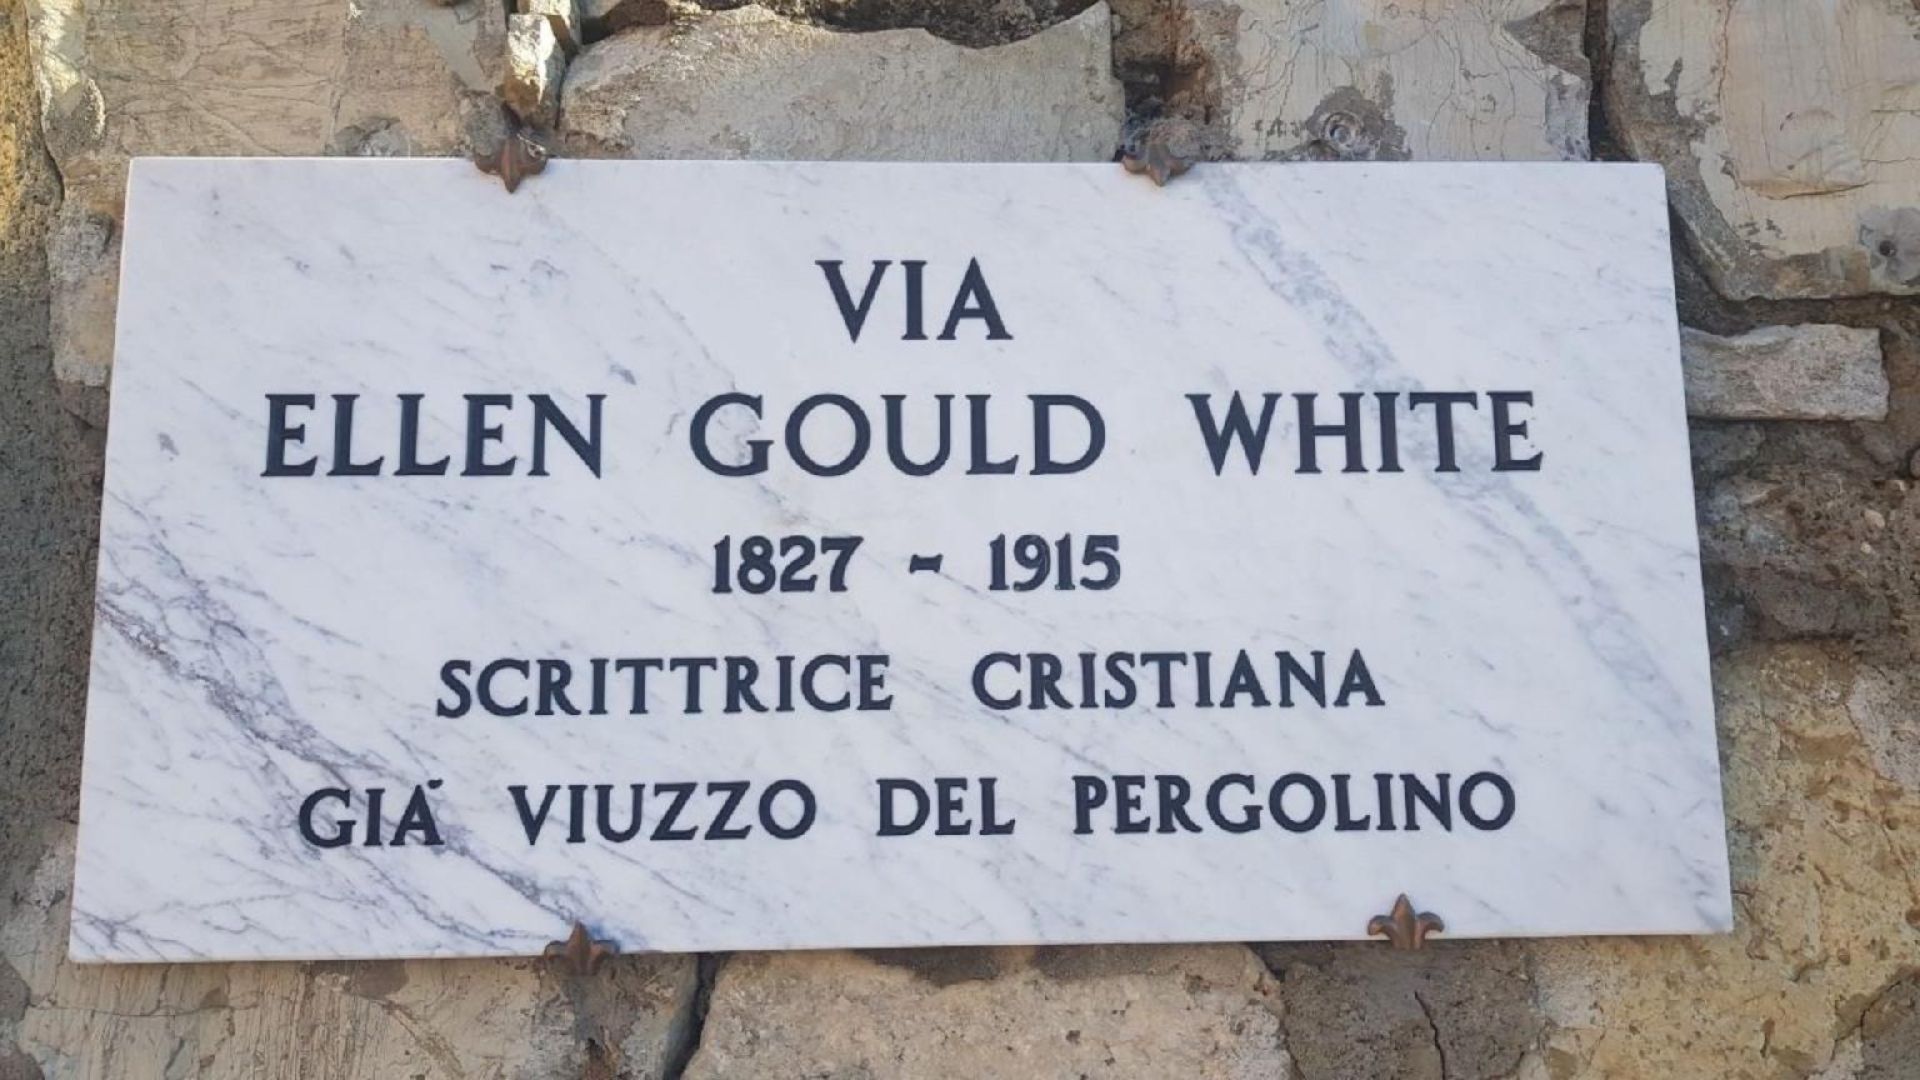 VIA
ELLEN GOULD WHITE
1827 - 1915
SCRITTRICE CRISTIANA
GIÁ VIUZZO DEL PERGOLINO